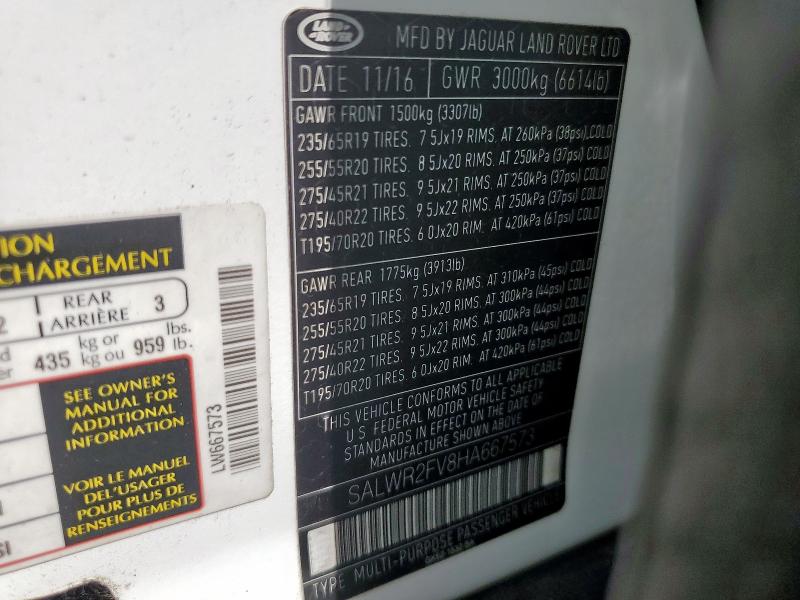 LAND
ROVER
MFD BY JAGUAR LAND ROVER LTD
DATE 11/16 GWR 3000kg (6614lb)
GAWR FRONT 1500kg (3307lb)
235/65R19 TIRES. 7 5Jx19 RIMS. AT 260kPa (38psi) COLD
255/55R20 TIRES. 8 5Jx20 RIMS. AT 250kPa (37psi) COLD
275/45R21 TIRES. 9 5Jx21 RIMS. AT 250kPa (37psi) COLD
275/40R22 TIRES. 9 5Jx22 RIMS. AT 250kPa (37psi) COLD
T195/70R20 TIRES. 6 0Jx20 RIM. AT 420kPa (61psi) COLD
GAWR REAR 1775kg (3913lb)
235/65R19 TIRES. 7 5Jx19 RIMS. AT 310kPa (45psi) COLD
255/55R20 TIRES. 8 5Jx20 RIMS. AT 300kPa (44psi) COLD
275/45R21 TIRES. 9 5Jx21 RIMS. AT 300kPa (44psi) COLD
275/40R22 TIRES. 9 5Jx22 RIMS. AT 300kPa (44psi) COLD
T195/70R20 TIRES. 6 0Jx20 RIM. AT 420kPa (61psi) COLD
THIS VEHICLE CONFORMS TO ALL APPLICABLE
U S FEDERAL MOTOR VEHICLE SAFETY
STANDARDS IN EFFECT ON THE DATE OF
MANUFACTURE SHOWN ABOVE
SALWR2FV8HA667573
TYPE MULTI-PURPOSE PASSENGER VEHICLE
TION
CHARGEMENT
2 REAR
ARRIÈRE 3
435 kg or
kg ou 959 lbs.
lb.
SEE OWNER'S
MANUAL FOR
ADDITIONAL
INFORMATION
VOIR LE MANUEL
DEL'USAGER
POUR PLUS DE
RENSEIGNEMENTS
LW667573